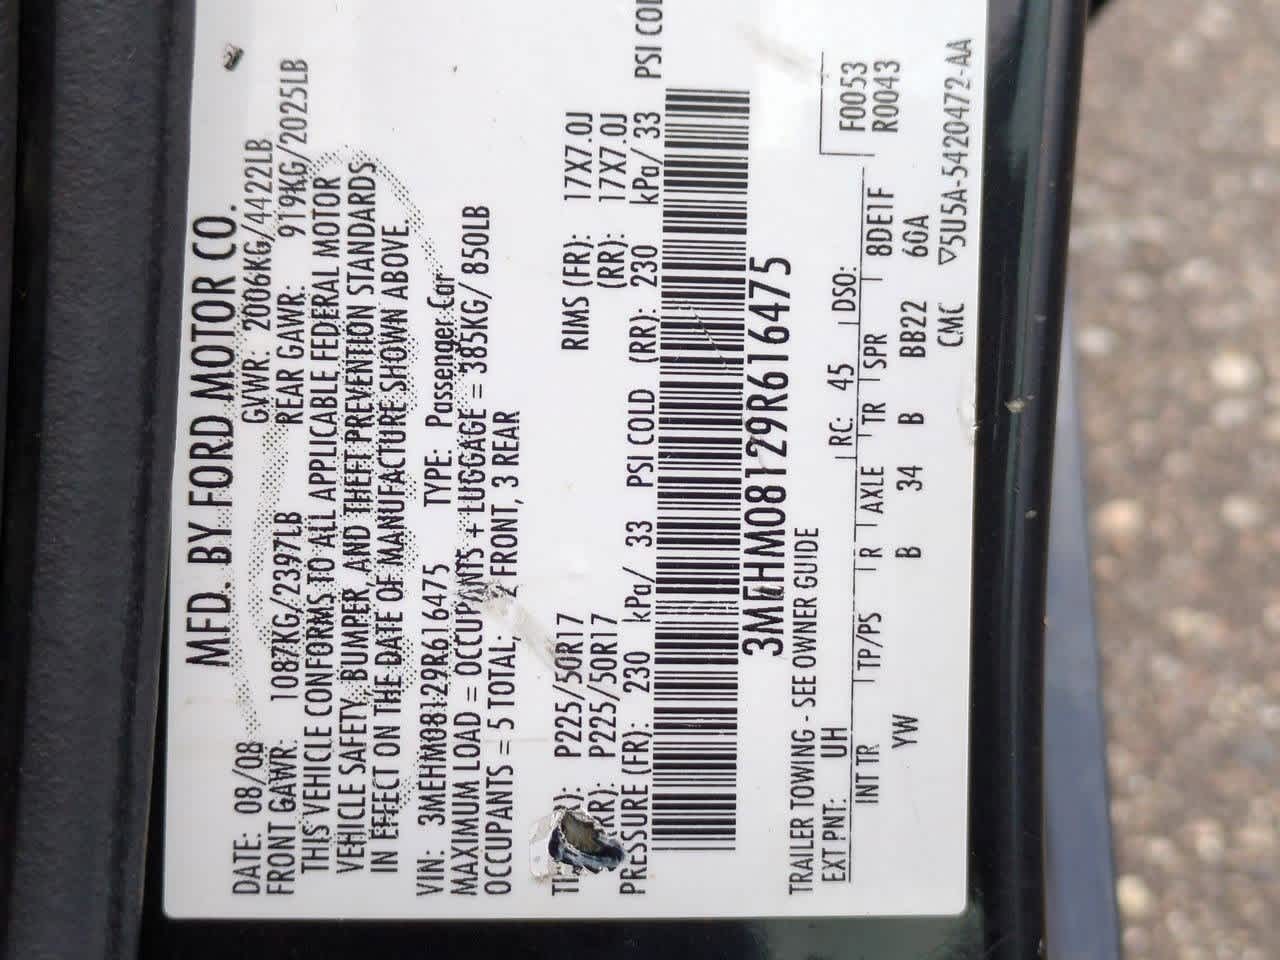 MFD. BY FORD MOTOR CO.
DATE: 08/08 GVWR: 2006KG/4422LB
FRONT GAWR: 1087KG/2397LB REAR GAWR: 919KG/2025LB
THIS VEHICLE CONFORMS TO ALL APPLICABLE FEDERAL MOTOR
VEHICLE SAFETY, BUMPER, AND THEFT PREVENTION STANDARDS
IN EFFECT ON THE DATE OF MANUFACTURE SHOWN ABOVE.
VIN: 3MEHM08129R616475 TYPE: Passenger Car
MAXIMUM LOAD = OCCUPANTS + LUGGAGE = 385KG/ 850LB
OCCUPANTS = 5 TOTAL; 2 FRONT, 3 REAR
P225/50R17 RIMS (FR): 17X7.0J
P225/50R17 (RR): 17X7.0J
PRESSURE (FR): 230 kPa/ 33 PSI COLD (RR): 230 kPa/ 33 PSI COL
3MEHM08129R616475
TRAILER TOWING - SEE OWNER GUIDE
EXT PNT: UH RC: 45 DSO: F0053
INT TR TP/PS R AXLE TR SPR 8DE1F R0043
YW B 34 B BB22 60A
CMC ▽5U5A-5420472-AA